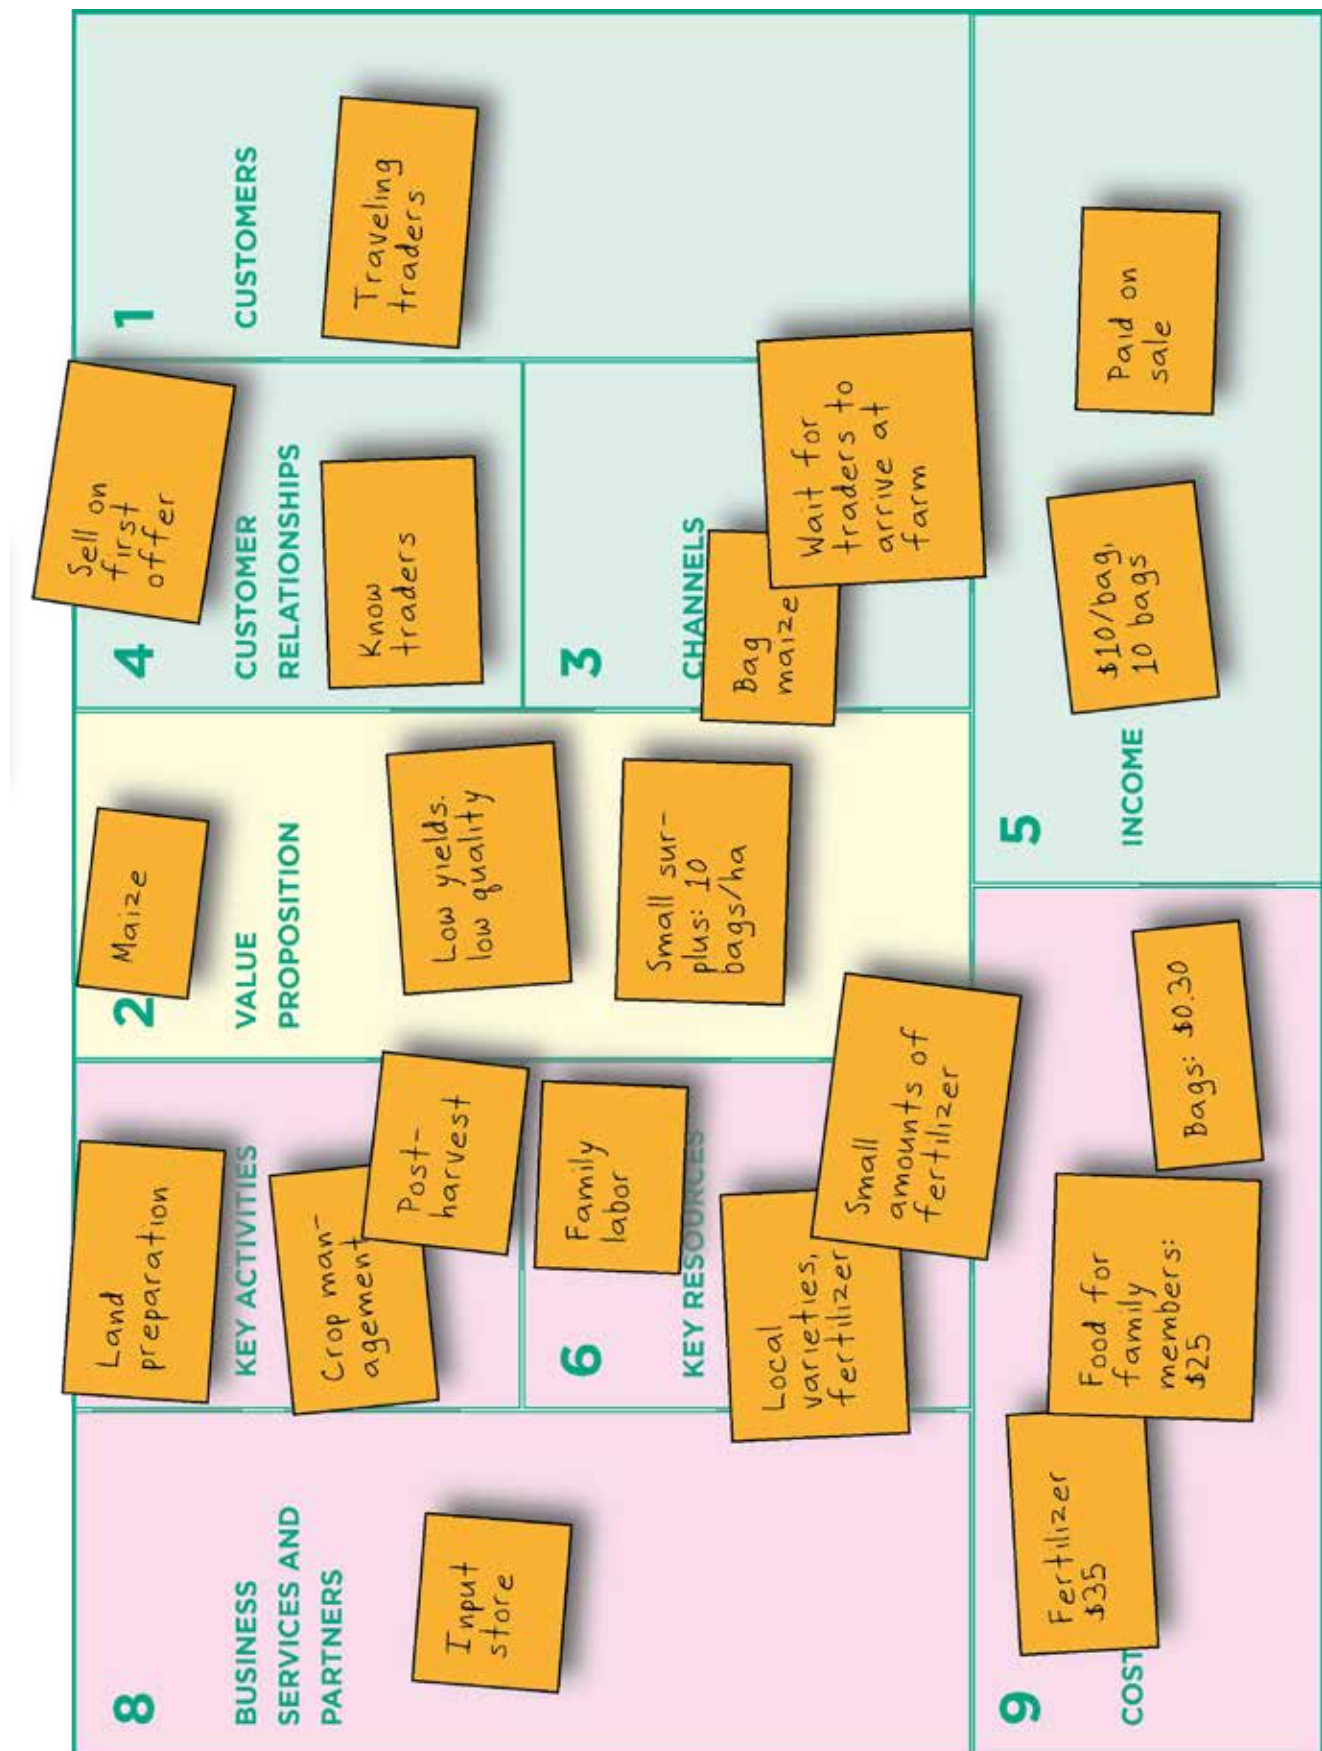 8
BUSINESS
SERVICES AND
PARTNERS
Input
store
Land
preparation
KEY ACTIVITIES
Crop man-
agement
Post-
harvest
6
Family
labor
KEY RESOURCES
Local
varieties,
fertilizer
Small
amounts of
fertilizer
2
Maize
VALUE
PROPOSITION
Low yields.
low quality
Small sur-
plus: 10
bags/ha
4
Sell on
first
offer
CUSTOMER
RELATIONSHIPS
Know
traders
3
CHANNELS
Bag
maize
Wait for
traders to
arrive at
farm
1
CUSTOMERS
Traveling
traders
9
COST
Fertilizer
$35
Food for
family
members:
$25
Bags: $0.30
5
INCOME
$10/bag,
10 bags
Paid on
sale